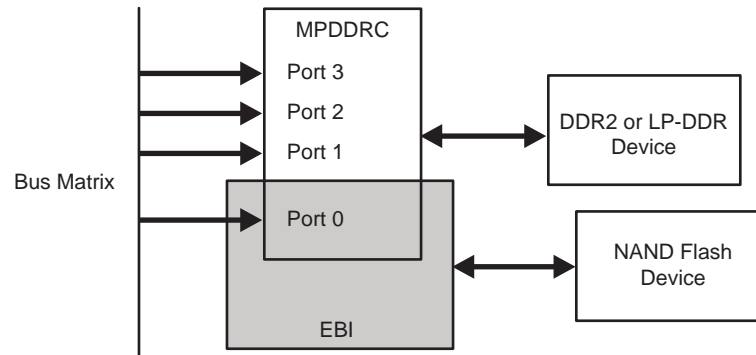 MPDDRC
Port 3
Port 2
Port 1
Port 0
Bus Matrix
EBI
DDR2 or LP-DDR
Device
NAND Flash
Device